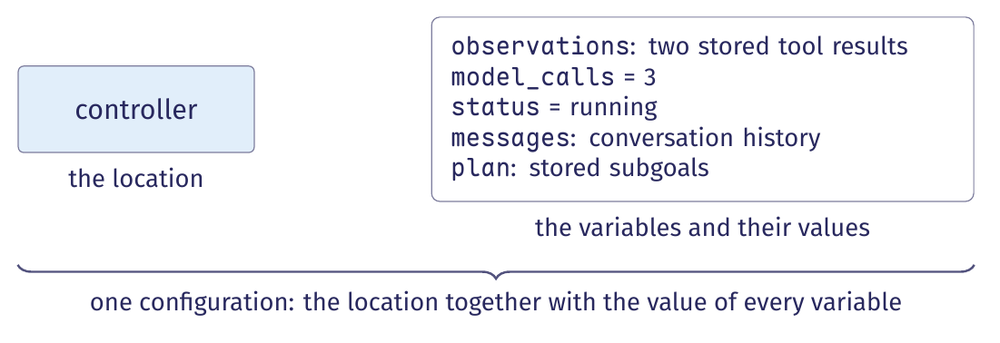 controller
the location
observations: two stored tool results
model_calls = 3
status = running
messages: conversation history
plan: stored subgoals
the variables and their values
one configuration: the location together with the value of every variable